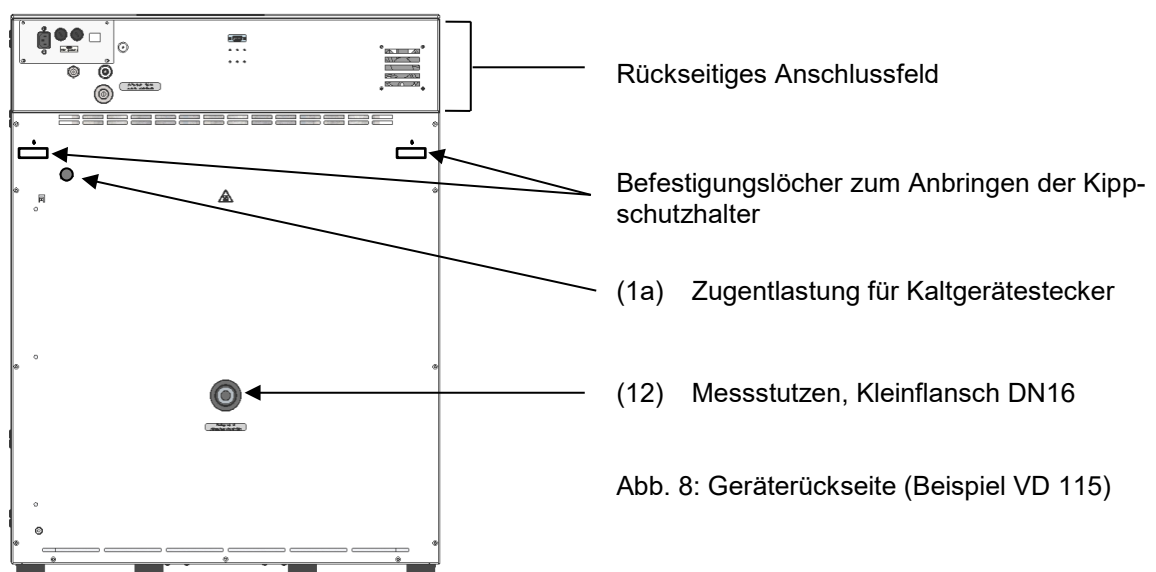 Rückseitiges Anschlussfeld
Befestigungslöcher zum Anbringen der Kipp-
schutzhalter
(1a) Zugentlastung für Kaltgerätestecker
(12) Messstutzen, Kleinflansch DN16
Abb. 8: Geräterückseite (Beispiel VD 115)